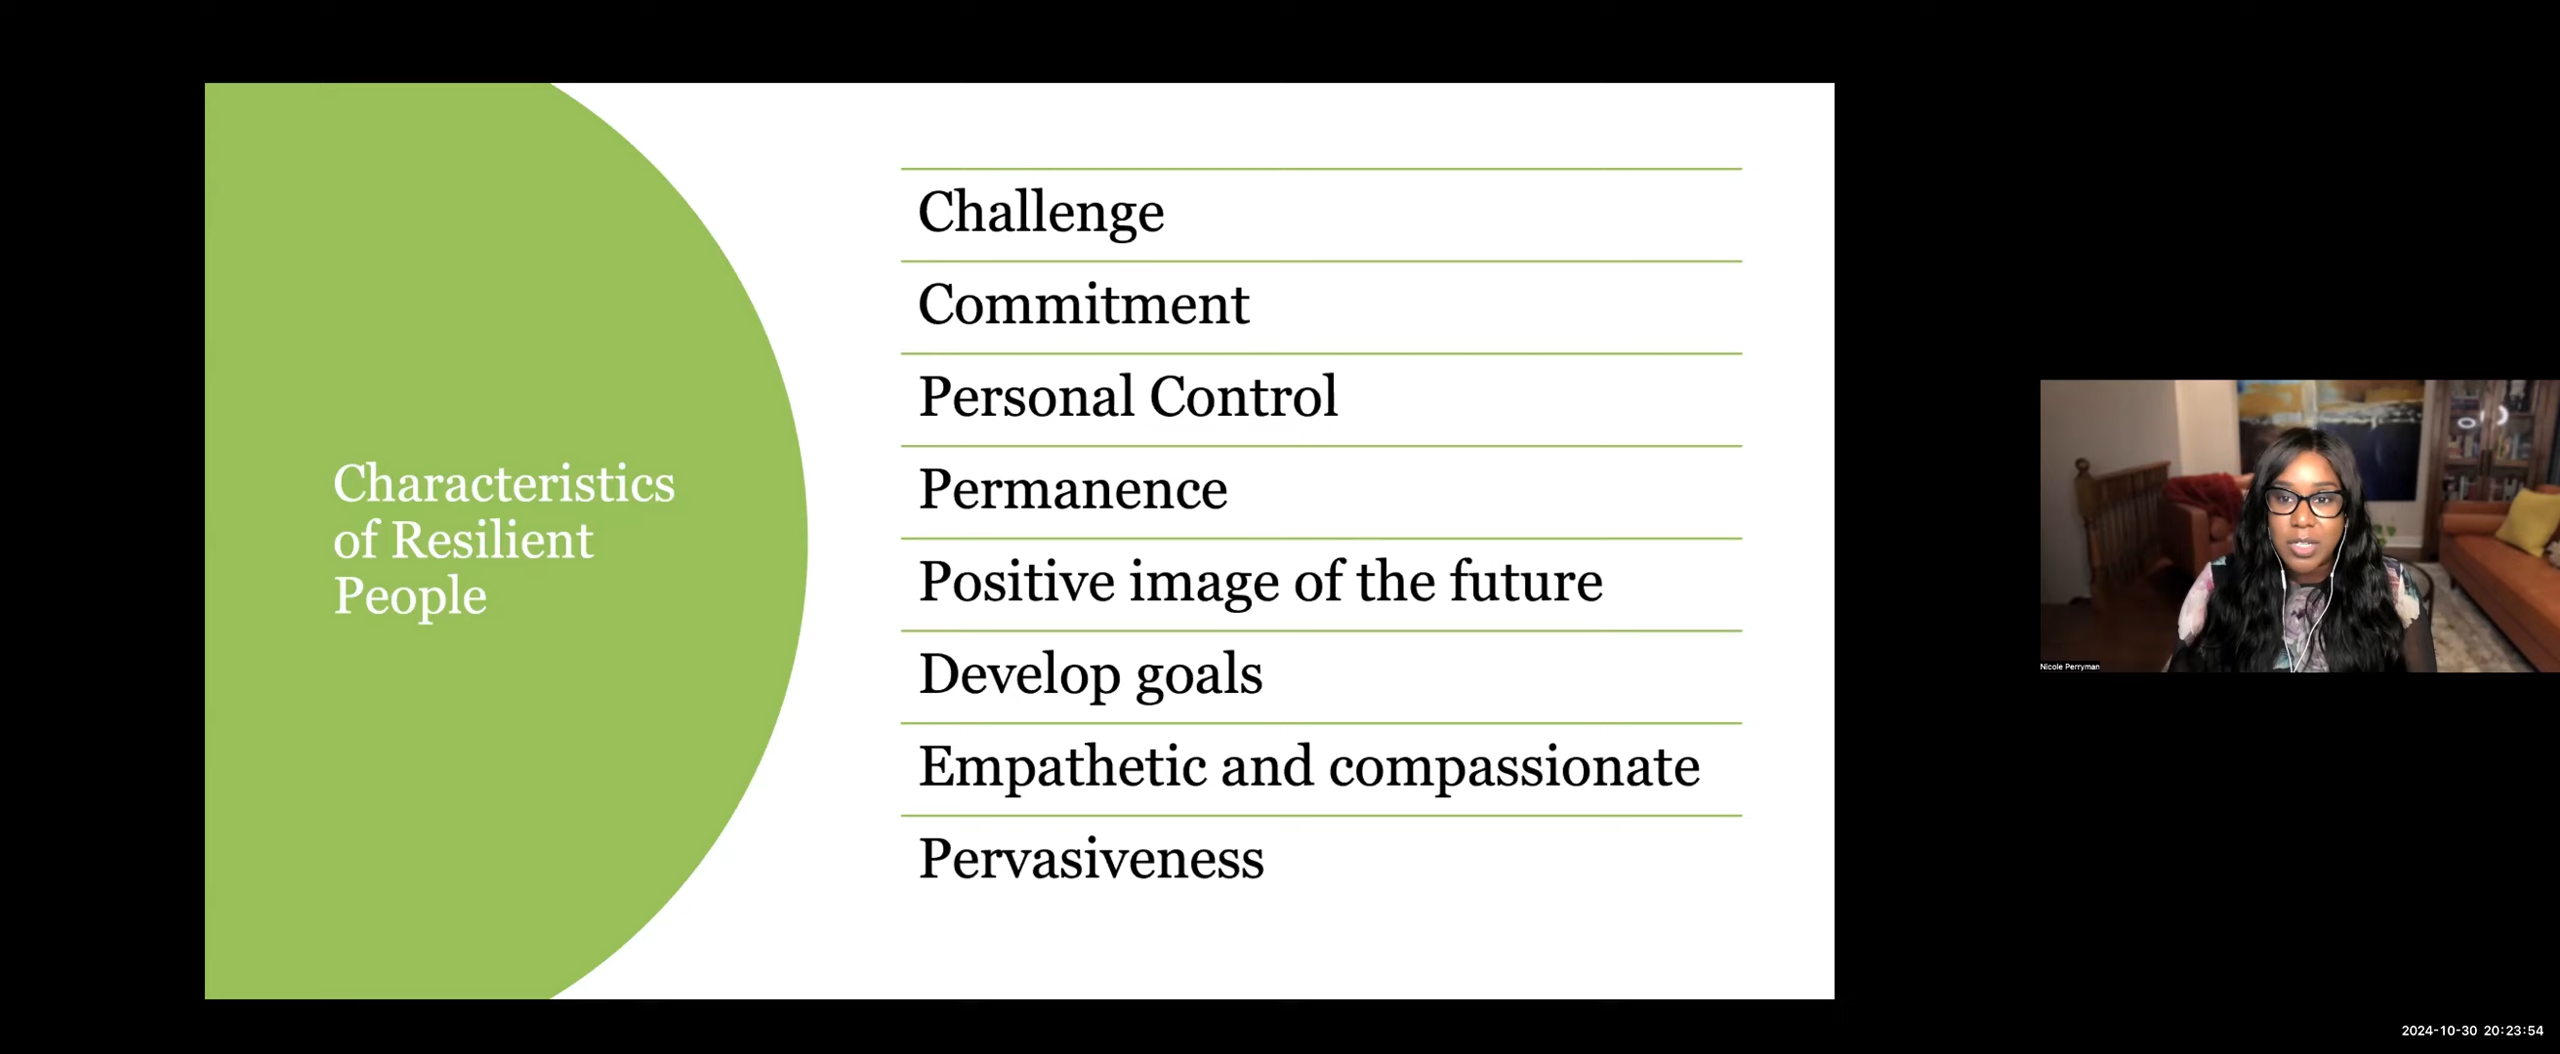 Characteristics
of Resilient
People
Challenge
Commitment
Personal Control
Permanence
Positive image of the future
Develop goals
Empathetic and compassionate
Pervasiveness
Nicole Perryman
2024-10-30 20:23:54